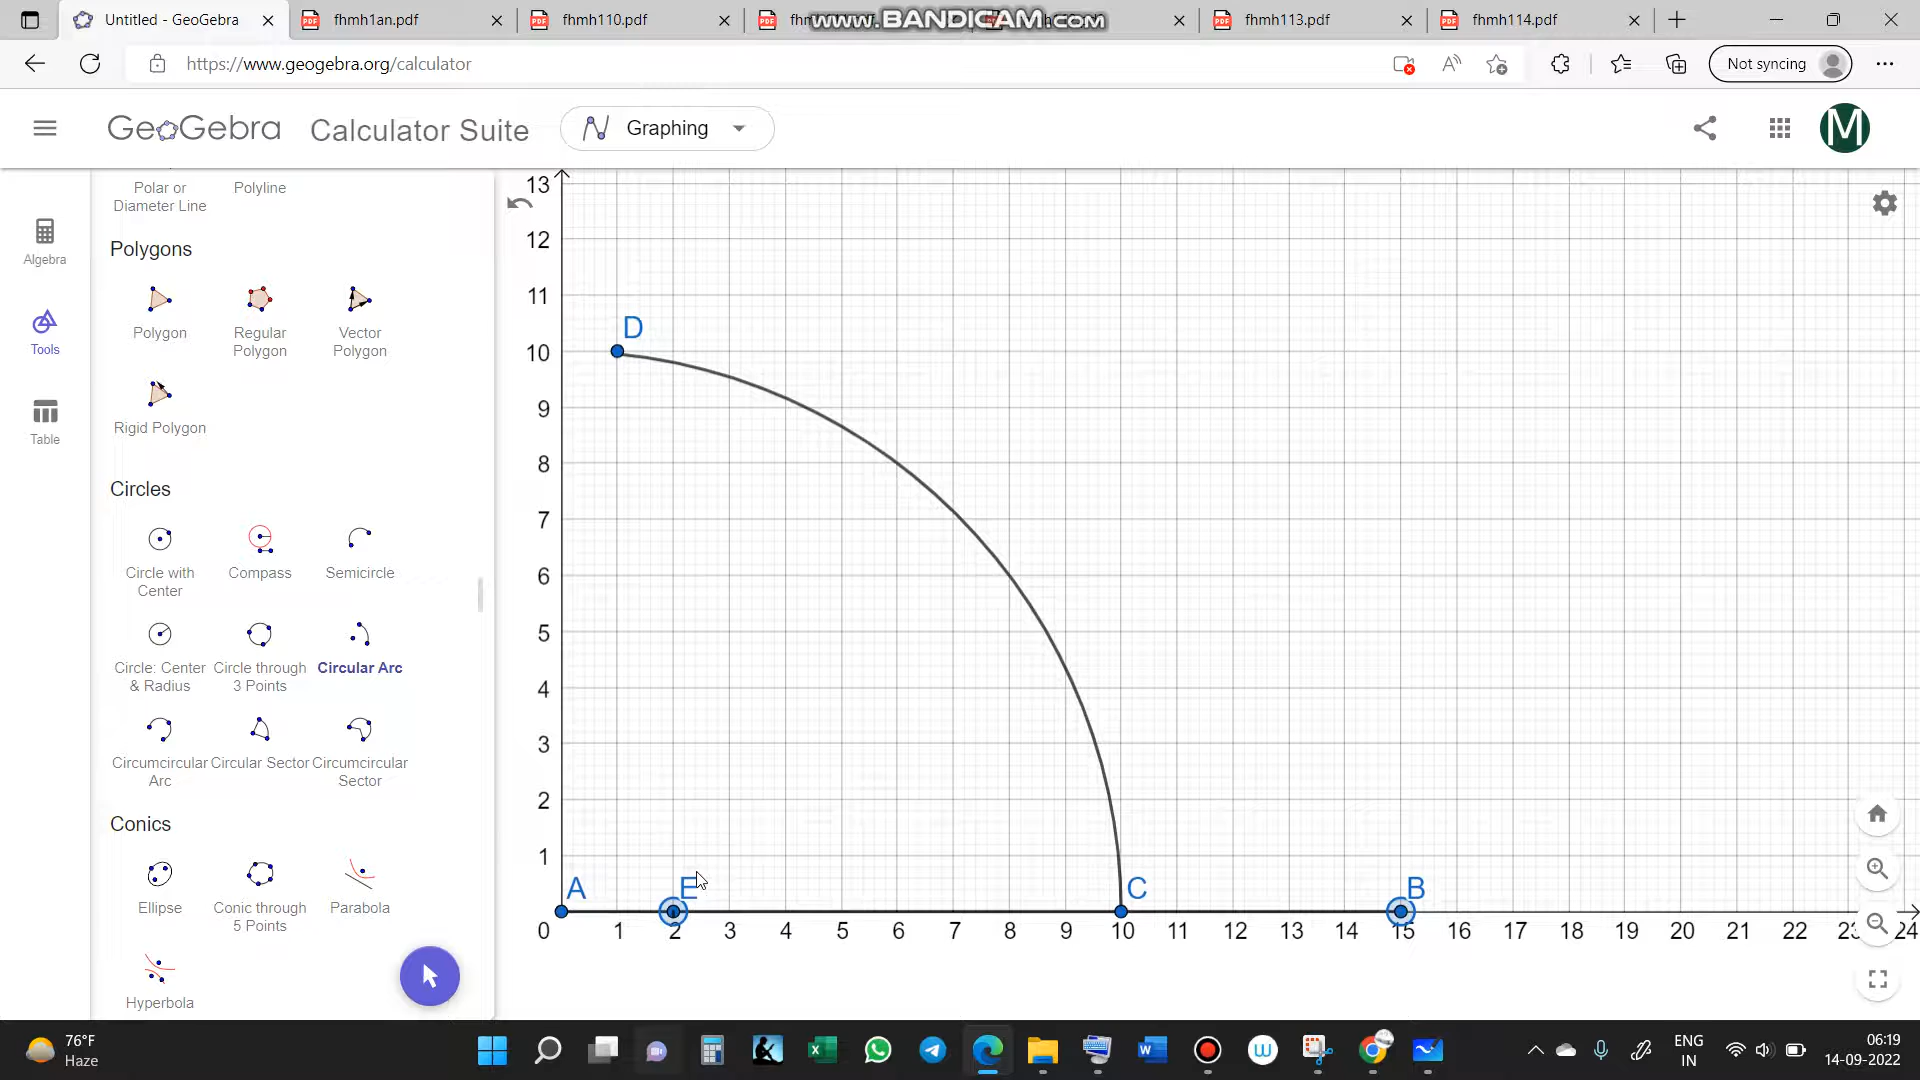 Untitled - GeoGebra
fhmh1an.pdf
fhmh110.pdf
www.BANDICAM.com
fhmh113.pdf
fhmh114.pdf
https://www.geogebra.org/calculator
Not syncing
GeoGebra
Calculator Suite
Graphing
M
Algebra
Tools
Table
Polar or
Diameter Line
Polyline
Polygons
Polygon
Regular
Polygon
Vector
Polygon
Rigid Polygon
Circles
Circle with
Center
Compass
Semicircle
Circle: Center
& Radius
Circle through
3 Points
Circular Arc
Circumcircular
Arc
Circular Sector
Circumcircular
Sector
Conics
Ellipse
Conic through
5 Points
Parabola
Hyperbola
13
12
11
10
9
8
7
6
5
4
3
2
1
D
A
E
C
B
0 1 2 3 4 5 6 7 8 9 10 11 12 13 14 15 16 17 18 19 20 21 22 23 24
76°F
Haze
ENG
IN
06:19
14-09-2022